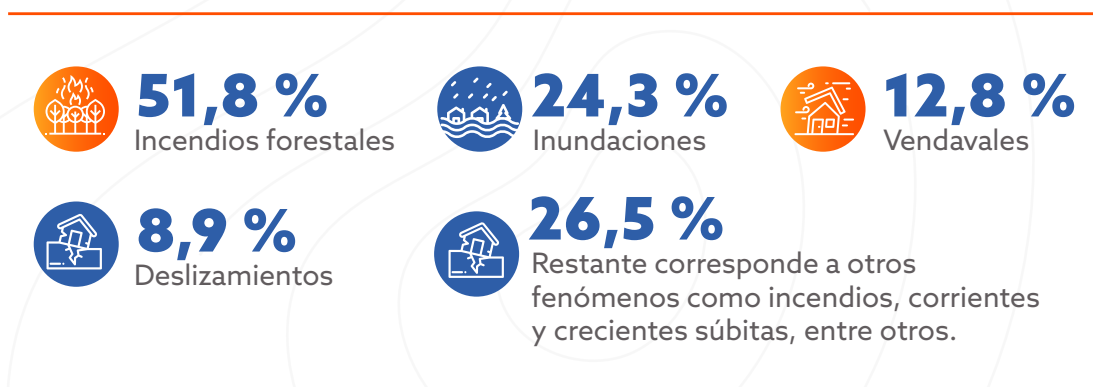 51,8 %
Incendios forestales
24,3 %
Inundaciones
12,8 %
Vendavales
8,9 %
Deslizamientos
26,5 %
Restante corresponde a otros
fenómenos como incendios, corrientes
y crecientes súbitas, entre otros.